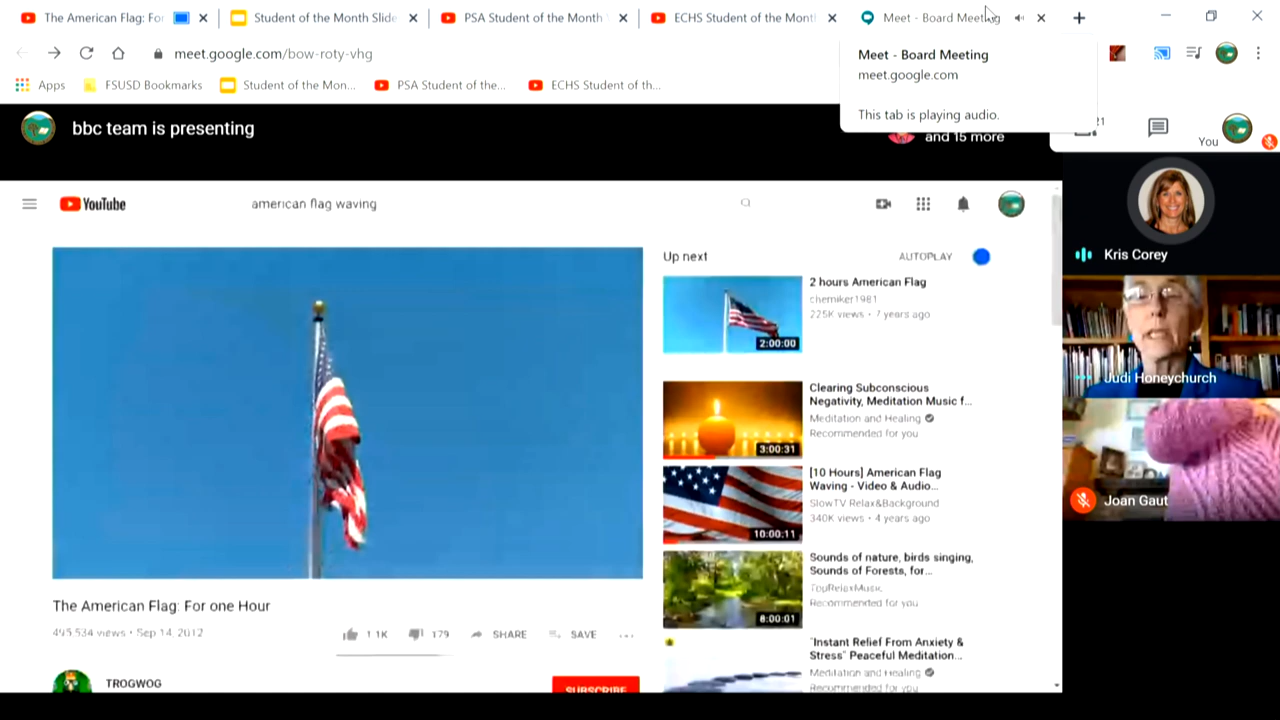 The American Flag: For
Student of the Month Slide
PSA Student of the Month
ECHS Student of the Mont
Meet - Board Meeting
meet.google.com/bow-roty-vhg
Meet - Board Meeting
meet.google.com
This tab is playing audio.
Apps
FSUSD Bookmarks
Student of the Mon...
PSA Student of the...
ECHS Student of th...
bbc team is presenting
and 15 more
21
You
YouTube
american flag waving
Kris Corey
Judi Honeychurch
Joan Gaut
Up next
AUTOPLAY
2 hours American Flag
chemiker1981
225K views • 7 years ago
2:00:00
Clearing Subconscious
Negativity, Meditation Music f...
Meditation and Healing
Recommended for you
3:00:31
[10 Hours] American Flag
Waving - Video & Audio...
SlowTV Relax&Background
340K views • 4 years ago
10:00:11
Sounds of nature, birds singing,
Sounds of Forests, for...
TopRelaxMusic
Recommended for you
8:00:01
"Instant Relief From Anxiety &
Stress" Peaceful Meditation...
Meditation and Healing
Recommended for you
The American Flag: For one Hour
495,534 views • Sep 14, 2012
1.1K
179
SHARE
SAVE
TROGWOG
SUBSCRIBE